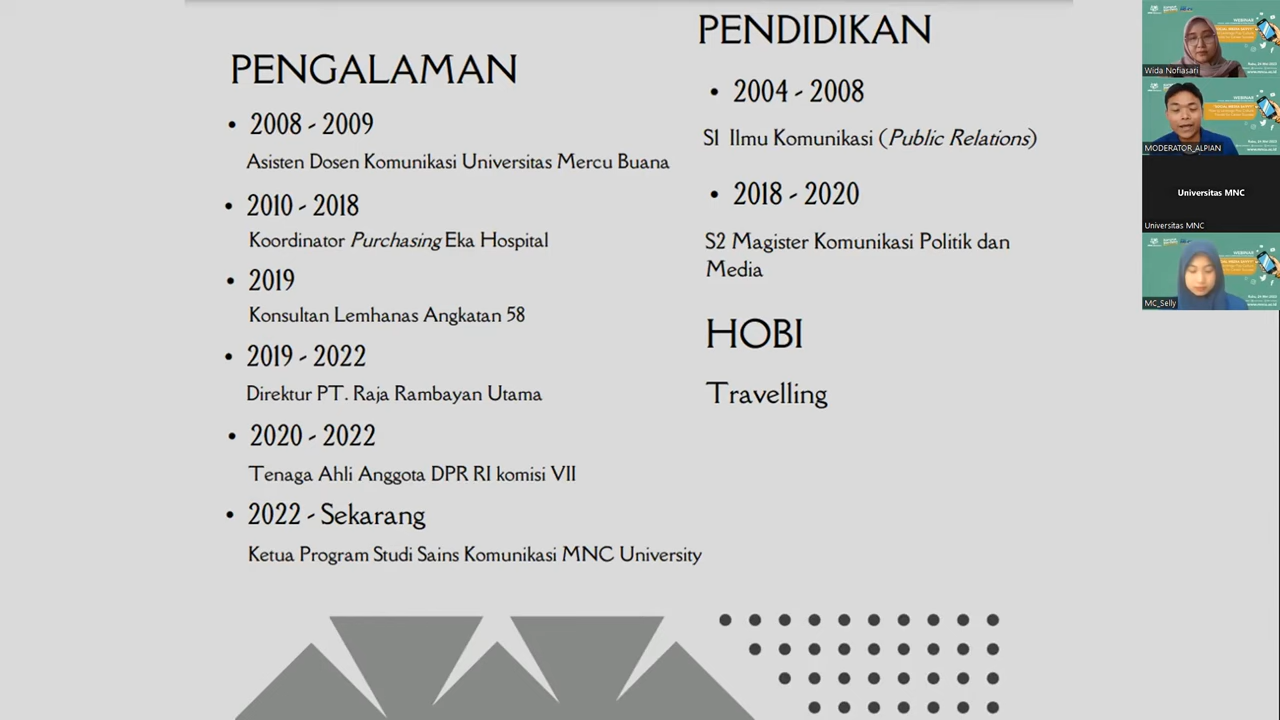 PENGALAMAN
• 2008 - 2009
Asisten Dosen Komunikasi Universitas Mercu Buana
• 2010 - 2018
Koordinator Purchasing Eka Hospital
• 2019
Konsultan Lemhanas Angkatan 58
• 2019 - 2022
Direktur PT. Raja Rambayan Utama
• 2020 - 2022
Tenaga Ahli Anggota DPR RI komisi VII
• 2022 - Sekarang
Ketua Program Studi Sains Komunikasi MNC University
PENDIDIKAN
• 2004 - 2008
S1 Ilmu Komunikasi (Public Relations)
• 2018 - 2020
S2 Magister Komunikasi Politik dan
Media
HOBI
Travelling
WEBINAR
Wida Nofiasari
WEBINAR
MODERATOR_ALPIAN
Universitas MNC
Universitas MNC
WEBINAR
MC_Selly